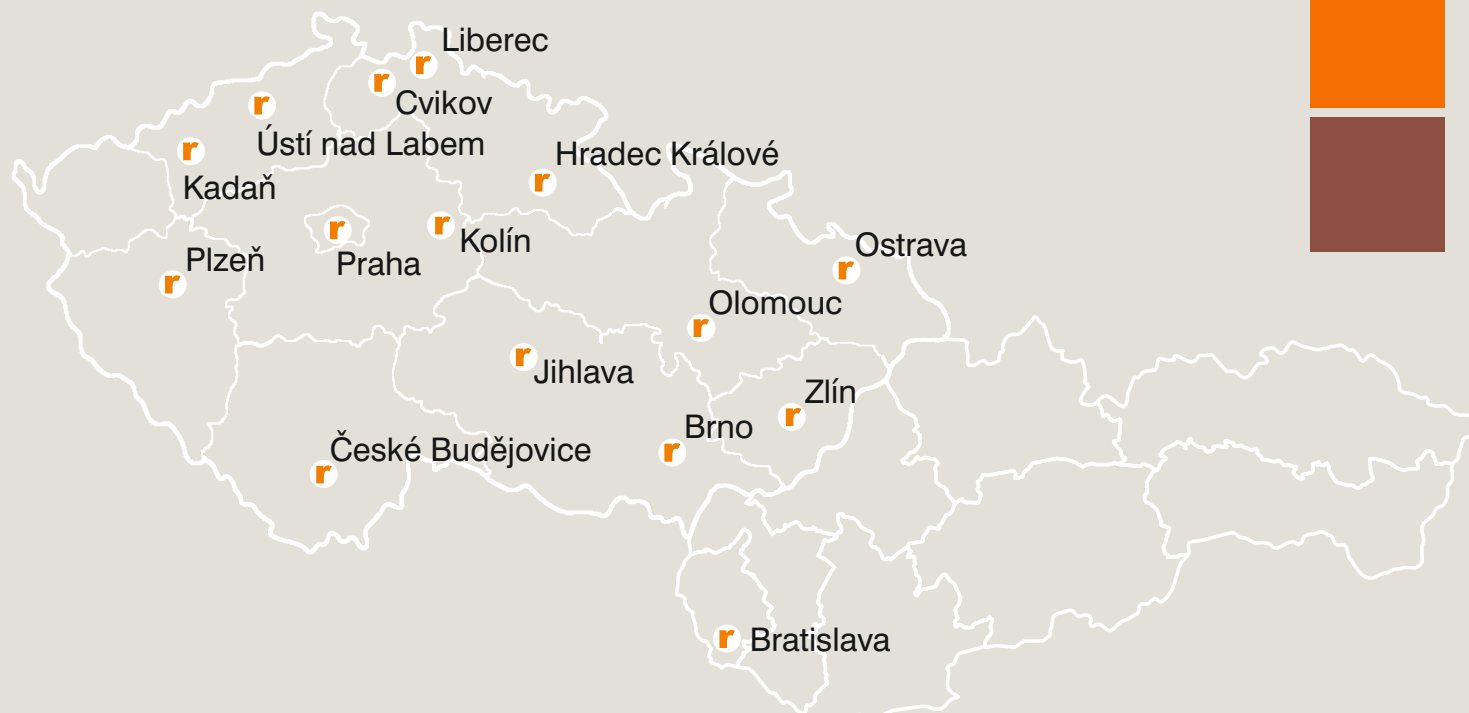 Liberec
r
r
Cvikov
r
Ústí nad Labem
r
Kadaň
Hradec Králové
r
r
Kolín
r
Praha
Plzeň
r
Ostrava
r
Olomouc
r
r
Jihlava
Zlín
r
Brno
r
České Budějovice
r
r Bratislava